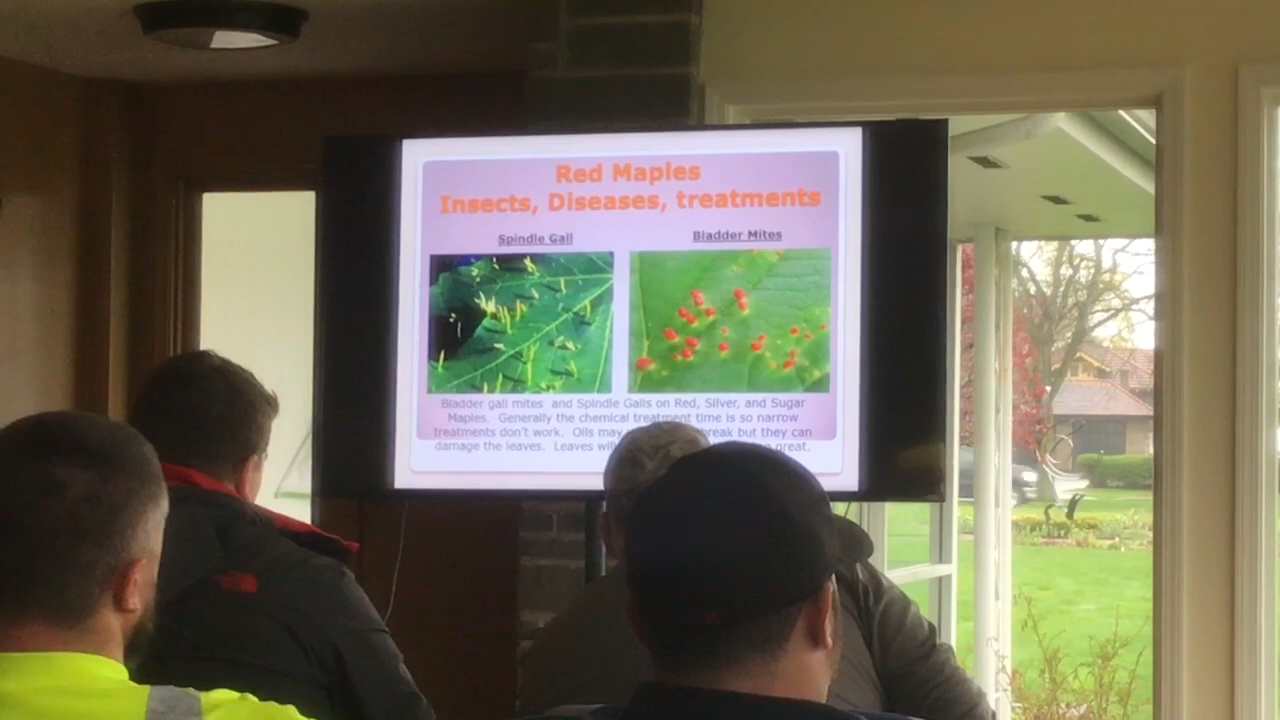 Red Maples
Insects, Diseases, treatments
Spindle Gall
Bladder Mites
Bladder gall mites and Spindle Galls on Red, Silver, and Sugar
Maples. Generally the chemical treatment time is so narrow
treatments don't work. Oils may break but they can
damage the leaves. Leaves will great.